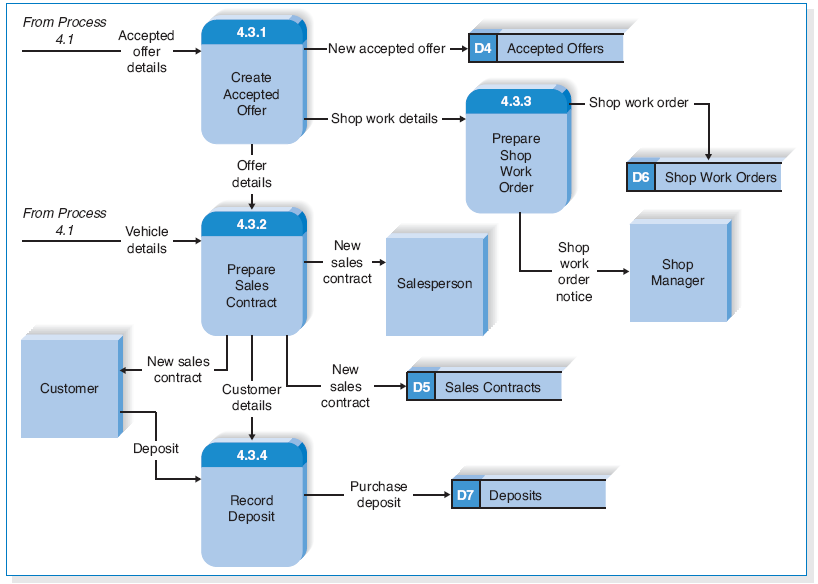 From Process
4.1
Accepted
offer
details
4.3.1
Create
Accepted
Offer
New accepted offer
D4 Accepted Offers
Shop work details
4.3.3
Prepare
Shop
Work
Order
Shop work order
D6 Shop Work Orders
Offer
details
From Process
4.1
Vehicle
details
4.3.2
Prepare
Sales
Contract
New
sales
contract
Salesperson
Shop
work
order
notice
Shop
Manager
Customer
New sales
contract
Customer
details
New
sales
contract
D5 Sales Contracts
Deposit
4.3.4
Record
Deposit
Purchase
deposit
D7 Deposits